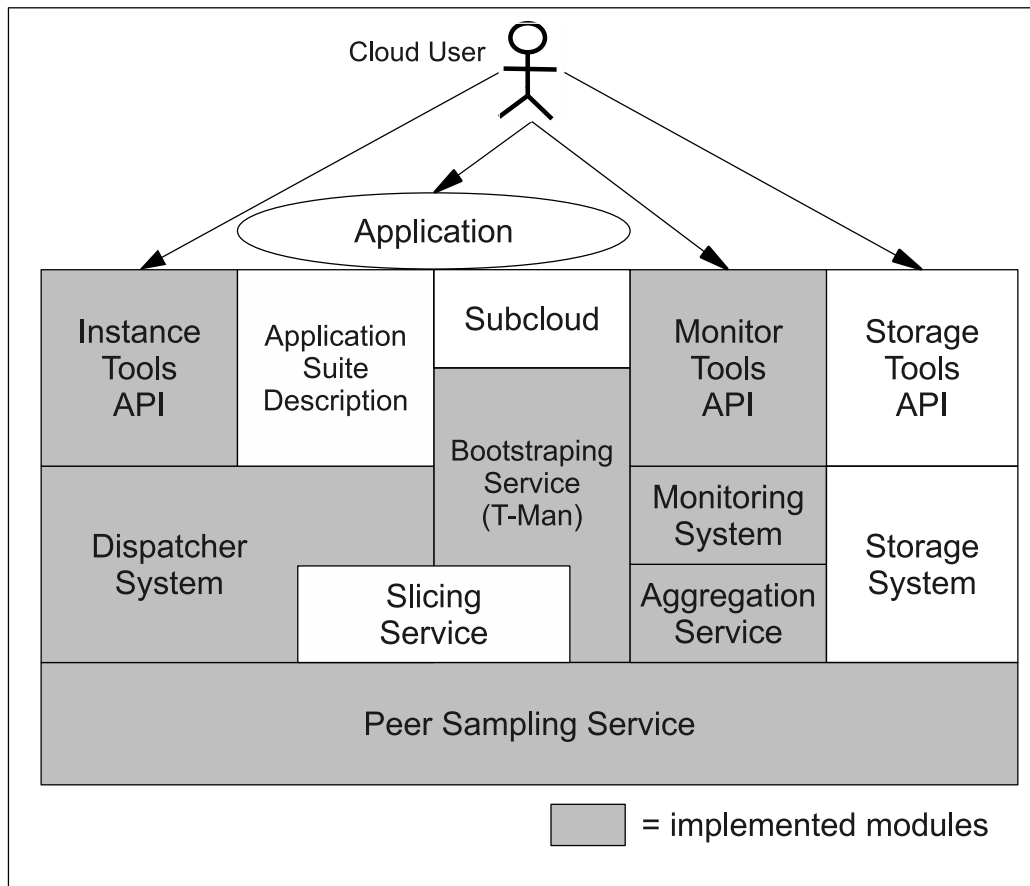 Cloud User
Application
Instance
Tools
API
Application
Suite
Description
Subcloud
Monitor
Tools
API
Storage
Tools
API
Bootstraping
Service
(T-Man)
Dispatcher
System
Monitoring
System
Storage
System
Slicing
Service
Aggregation
Service
Peer Sampling Service
= implemented modules